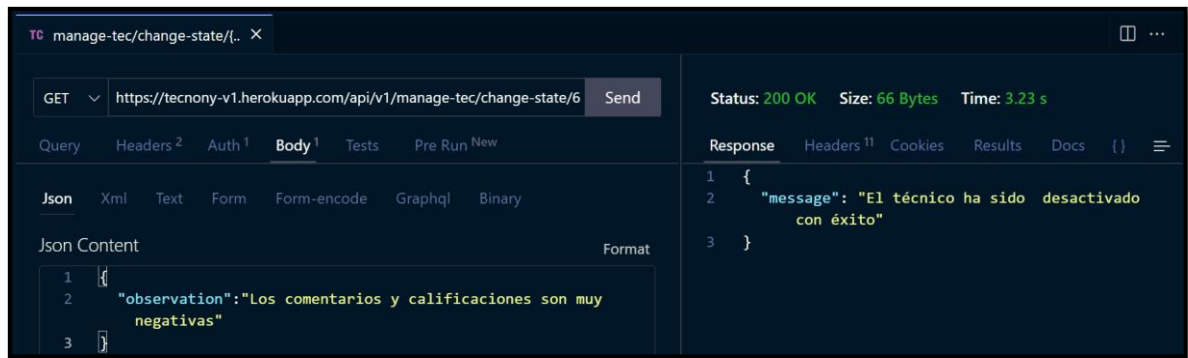 TC manage-tec/change-state/{.. X
GET https://tecnony-v1.herokuapp.com/api/v1/manage-tec/change-state/6 Send
Query Headers 2 Auth 1 Body 1 Tests Pre Run New
Json Xml Text Form Form-encode Graphql Binary
Json Content Format
1 {
2 "observation":"Los comentarios y calificaciones son muy
negativas"
3 }
Status: 200 OK Size: 66 Bytes Time: 3.23 s
Response Headers 11 Cookies Results Docs { }
1 {
2 "message": "El técnico ha sido desactivado
con éxito"
3 }